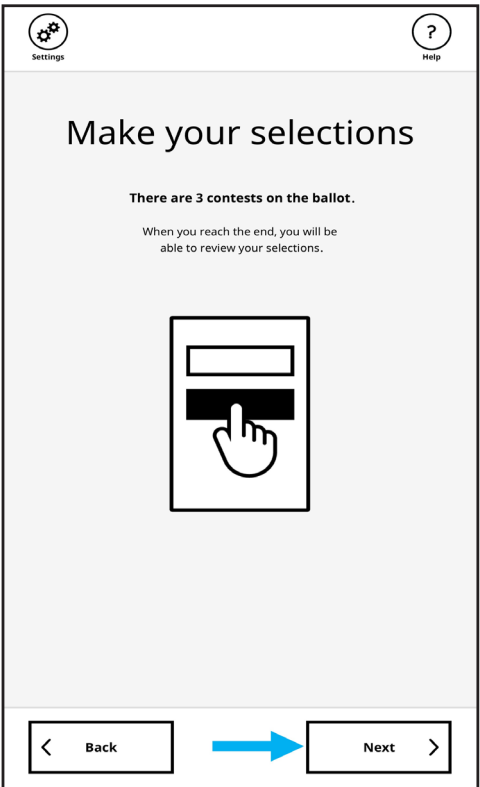 Settings
?
Help
Make your selections
There are 3 contests on the ballot.
When you reach the end, you will be
able to review your selections.
Back
Next